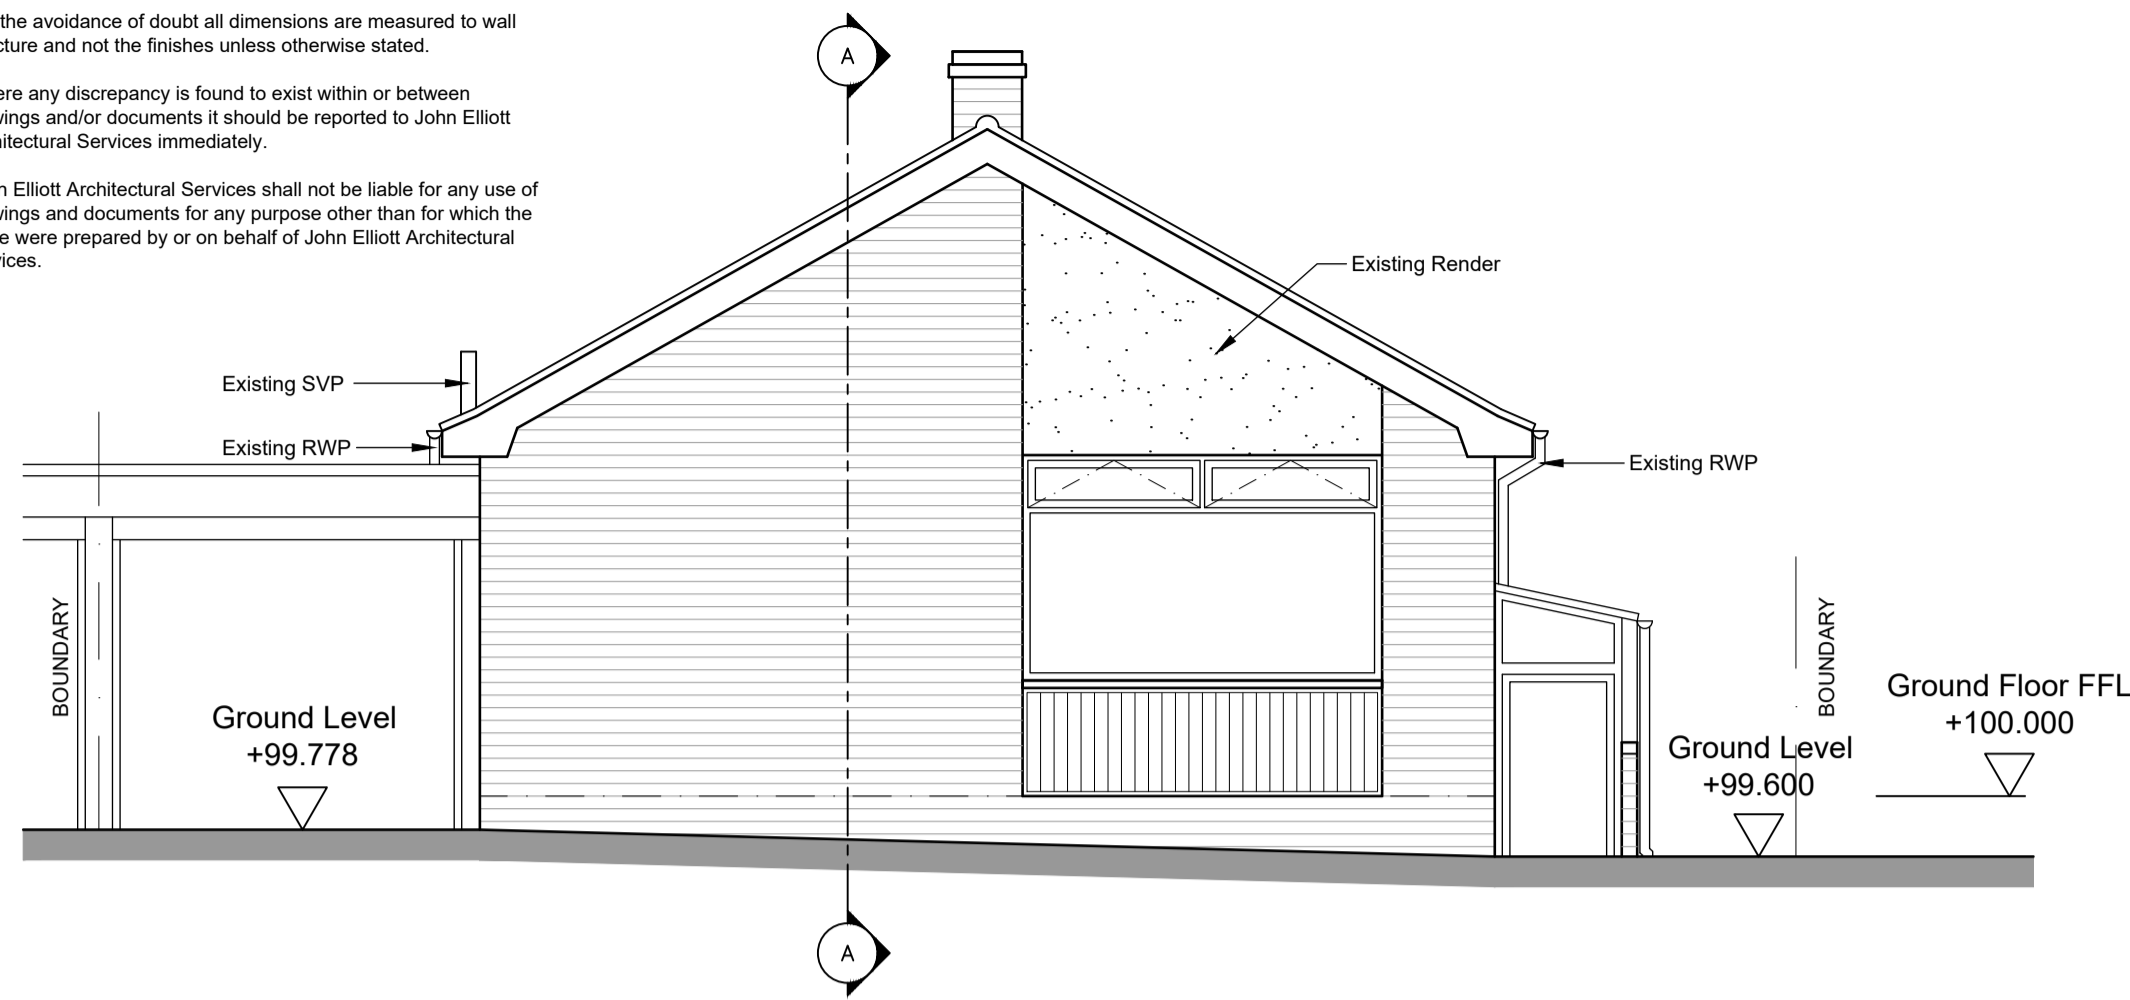 the avoidance of doubt all dimensions are measured to wall
cture and not the finishes unless otherwise stated.
ere any discrepancy is found to exist within or between
wings and/or documents it should be reported to John Elliott
hitectural Services immediately.
n Elliott Architectural Services shall not be liable for any use of
wings and documents for any purpose other than for which the
e were prepared by or on behalf of John Elliott Architectural
vices.
A
Existing Render
Existing SVP
Existing RWP
Existing RWP
BOUNDARY
BOUNDARY
Ground Level
+99.778
Ground Floor FFL
+100.000
Ground Level
+99.600
A